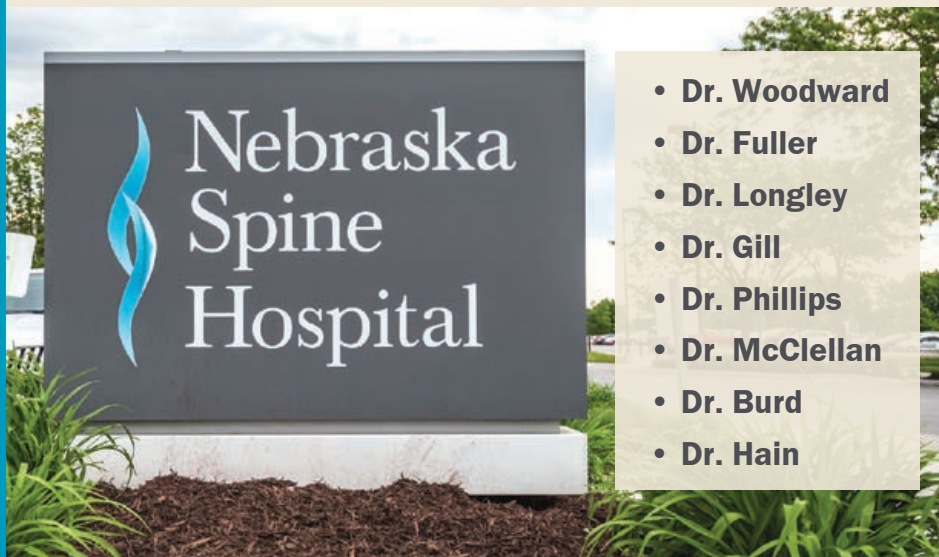 Nebraska
Spine
Hospital
• Dr. Woodward
• Dr. Fuller
• Dr. Longley
• Dr. Gill
• Dr. Phillips
• Dr. McClellan
• Dr. Burd
• Dr. Hain